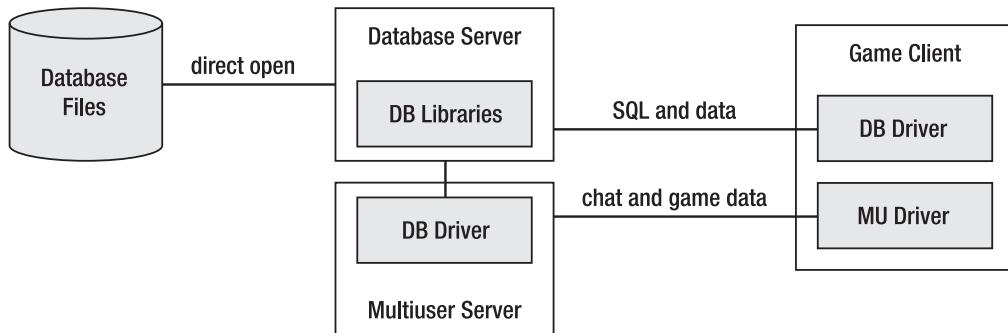 Database
Files
direct open
Database Server
DB Libraries
SQL and data
Game Client
DB Driver
MU Driver
chat and game data
DB Driver
Multiuser Server